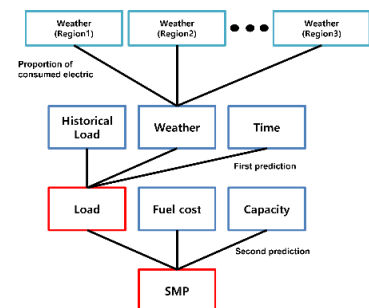 Weather
(Region1)
Weather
(Region2)
Weather
(Region3)
Proportion of
consumed electric
Historical
Load
Weather
Time
First prediction
Load
Fuel cost
Capacity
Second prediction
SMP